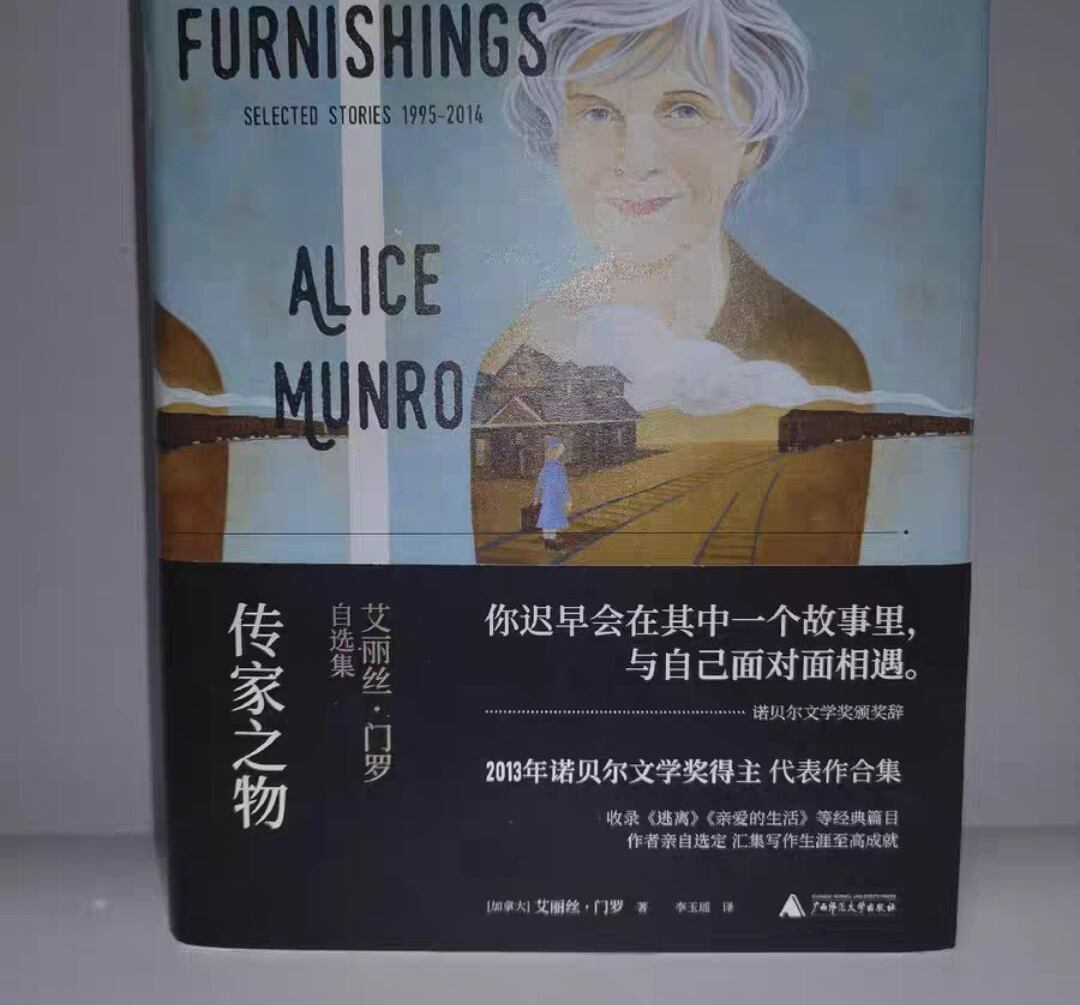 FURNISHINGS
SELECTED STORIES 1995-2014
ALICE
MUNRO
传家之物
艾丽丝·门罗
自选集
你迟早会在其中一个故事里,
与自己面对面相遇。
诺贝尔文学奖颁奖辞
2013年诺贝尔文学奖得主 代表作合集
收录《逃离》《亲爱的生活》等经典篇目
作者亲自选定 汇集写作生涯至高成就
[加拿大] 艾丽丝·门罗 著 李玉瑶 译
广西师范大学出版社